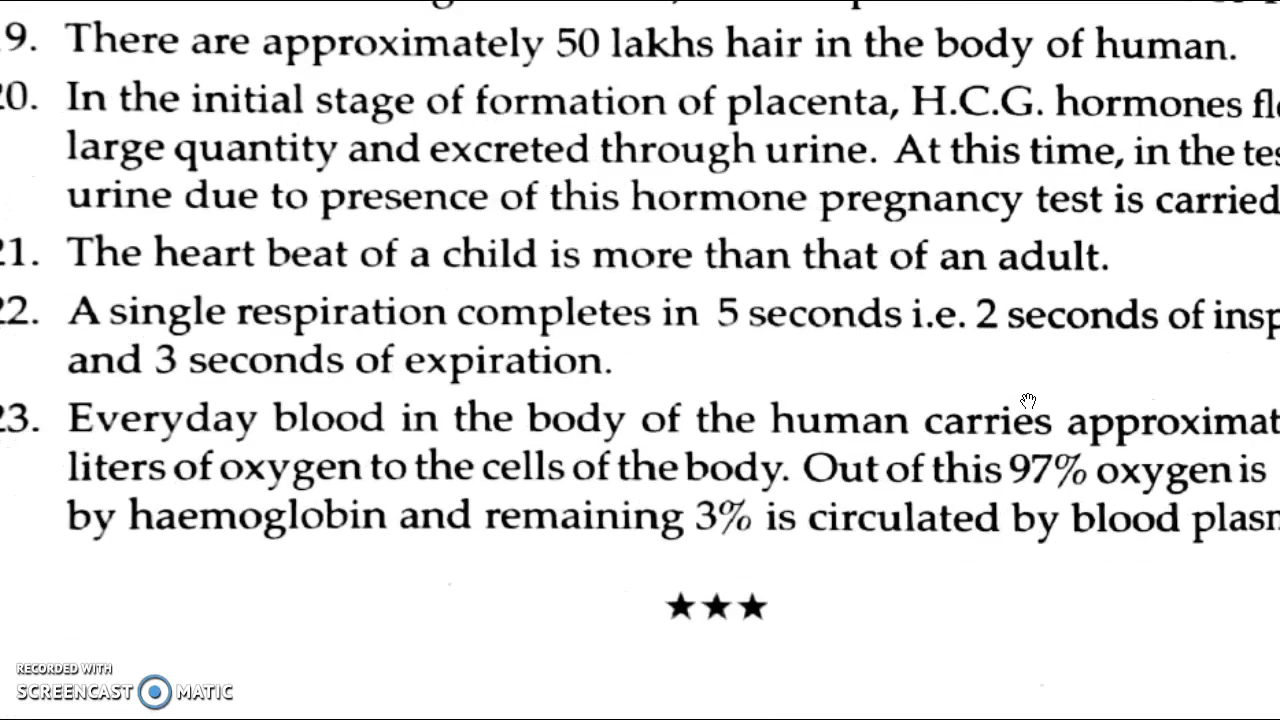 9. There are approximately 50 lakhs hair in the body of human.
20. In the initial stage of formation of placenta, H.C.G. hormones
large quantity and excreted through urine. At this time, in the
urine due to presence of this hormone pregnancy test is carried
21. The heart beat of a child is more than that of an adult.
22. A single respiration completes in 5 seconds i.e. 2 seconds of
and 3 seconds of expiration.
23. Everyday blood in the body of the human carries
liters of oxygen to the cells of the body. Out of this 97% oxygen is
by haemoglobin and remaining 3% is circulated by blood
★★★
RECORDED WITH
SCREENCAST MATIC